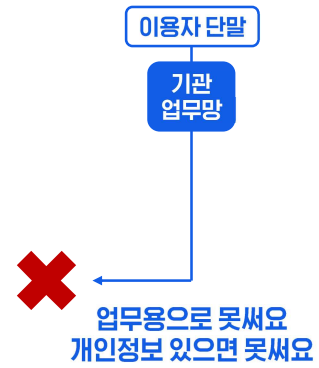 이용자 단말
기관
업무망
업무용으로 못써요
개인정보 있으면 못써요